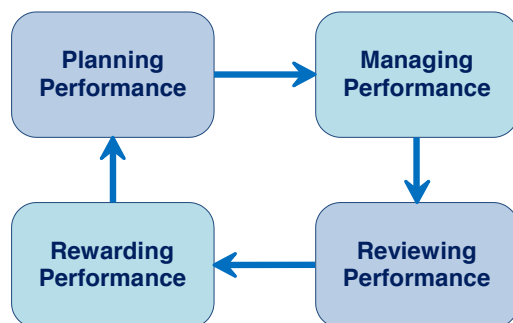 Planning
Performance
Managing
Performance
Rewarding
Performance
Reviewing
Performance